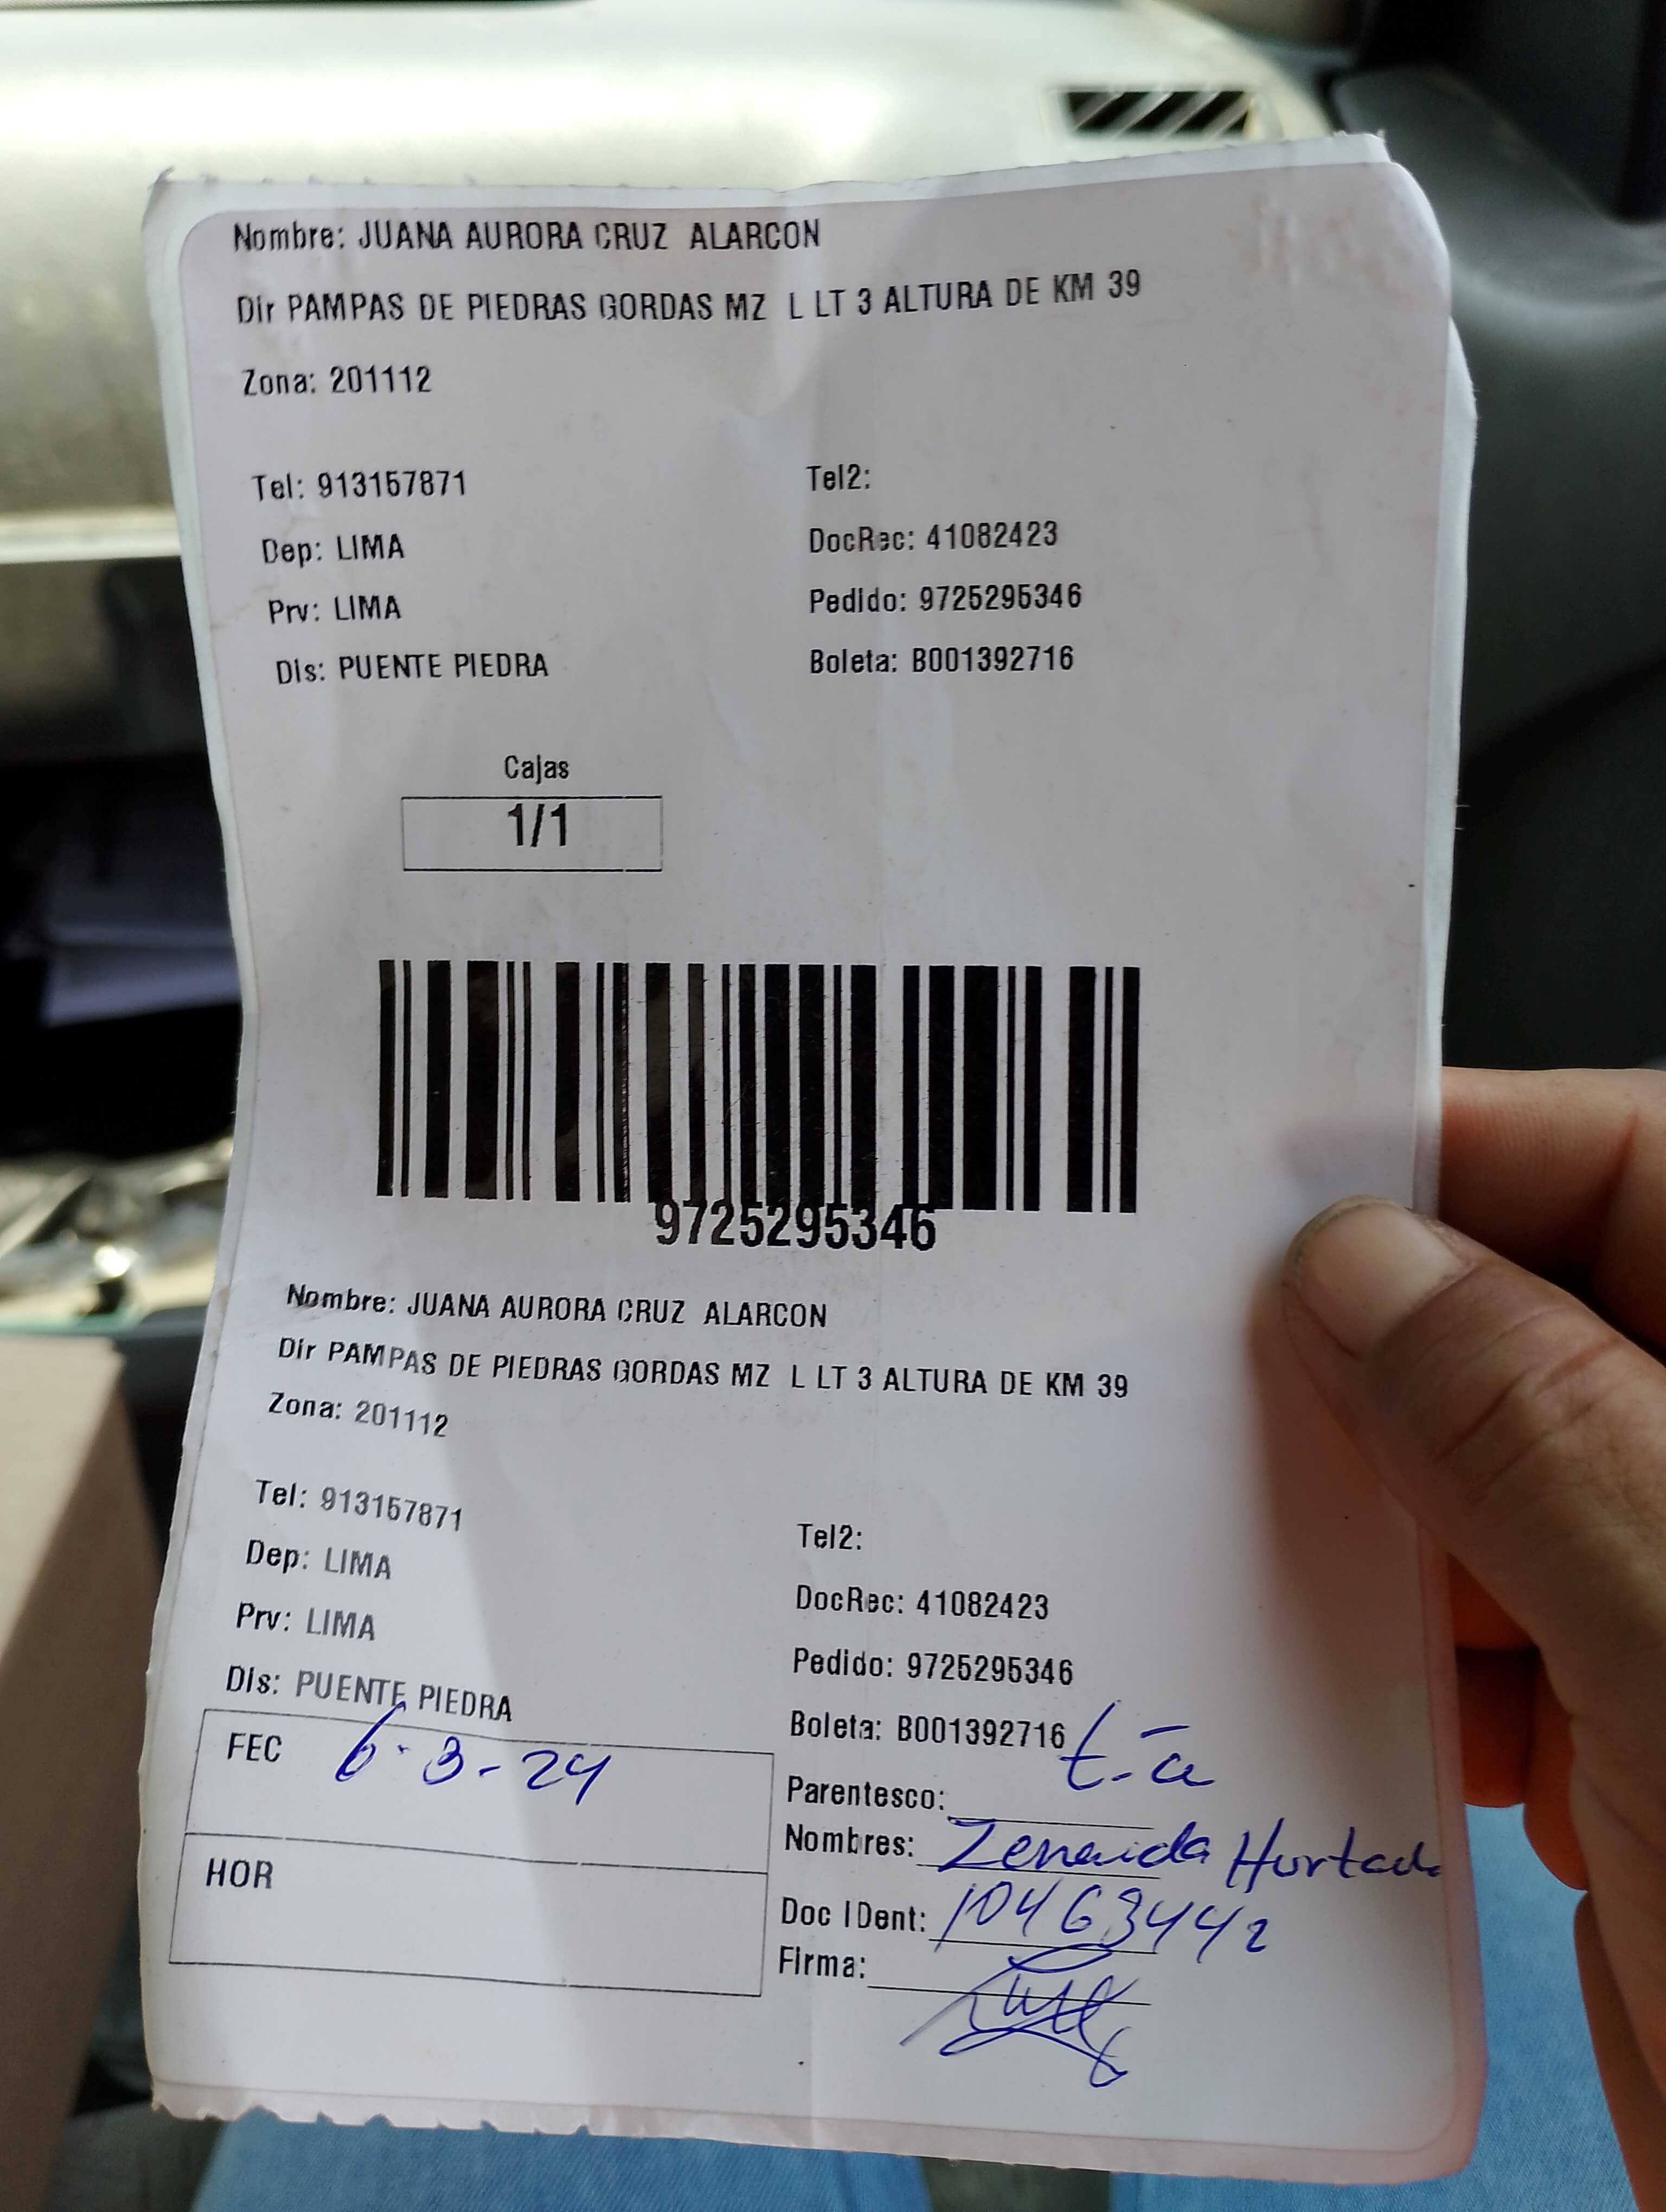 Nombre: JUANA AURORA CRUZ ALARCON
Dir PAMPAS DE PIEDRAS GORDAS MZ L LT 3 ALTURA DE KM 39
Zona: 201112
Tel: 913157871 Tel2:
Dep: LIMA DocRec: 41082423
Prv: LIMA Pedido: 9725295346
Dis: PUENTE PIEDRA Boleta: B001392716
Cajas
1/1
9725295346
Nombre: JUANA AURORA CRUZ ALARCON
Dir PAMPAS DE PIEDRAS GORDAS MZ L LT 3 ALTURA DE KM 39
Zona: 201112
Tel: 913157871 Tel2:
Dep: LIMA DocRec: 41082423
Prv: LIMA Pedido: 9725295346
Dis: PUENTE PIEDRA Boleta: B001392716
FEC 6-3-24
Parentesco: tia
Nombres: Zenaida Hurtado
HOR
Doc IDent: 10463442
Firma: